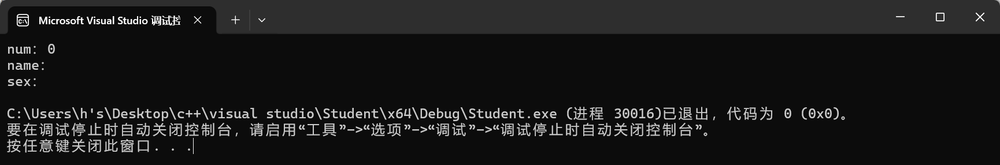 Microsoft Visual Studio 调试控
num: 0
name:
sex:
C:\Users\h's\Desktop\c++\visual studio\Student\x64\Debug\Student.exe (进程 30016)已退出，代码为 0 (0x0)。
要在调试停止时自动关闭控制台，请启用“工具”->“选项”->“调试”->“调试停止时自动关闭控制台”。
按任意键关闭此窗口. . .